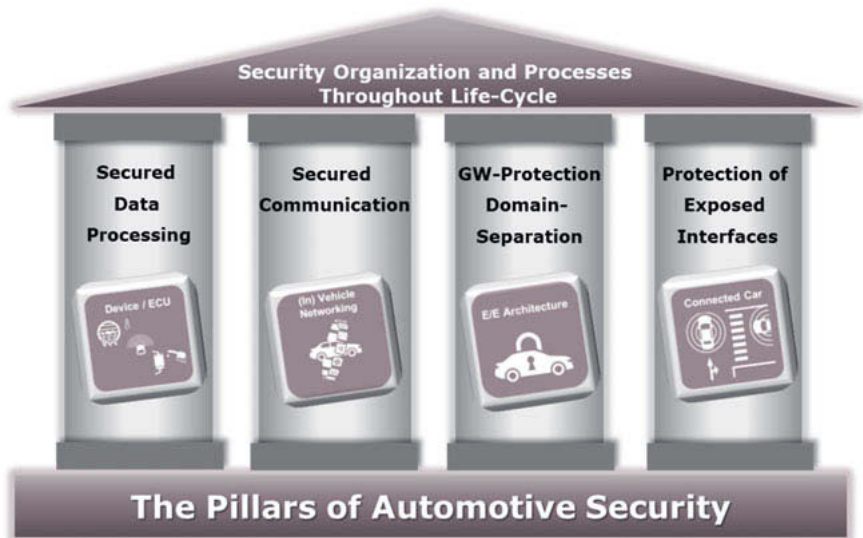 Security Organization and Processes
Throughout Life-Cycle
Secured
Data
Processing
Secured
Communication
GW-Protection
Domain-
Separation
Protection of
Exposed
Interfaces
Device / ECU
(In) Vehicle
Networking
E/E Architecture
Connected Car
The Pillars of Automotive Security